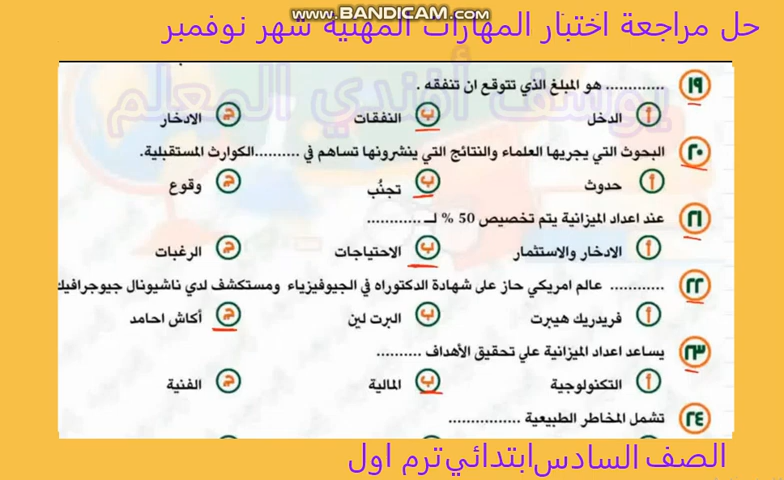 www.BANDICAM.com
حل مراجعة اختبار المهارات المهنية شهر نوفمبر
يوسف أفندي المعلم
١٩ ............. هو المبلغ الذي تتوقع ان تنفقه .
أ الدخل ب النفقات ج الادخار
٢٠ البحوث التي يجريها العلماء والنتائج التي ينشرونها تساهم في ..........الكوارث المستقبلية.
أ حدوث ب تجنُب ج وقوع
٢١ عند اعداد الميزانية يتم تخصيص 50 % لـ ............
أ الادخار والاستثمار ب الاحتياجات ج الرغبات
٢٢ ............ عالم امريكي حاز على شهادة الدكتوراه في الجيوفيزياء ومستكشف لدي ناشيونال جيوجرافيك
أ فريدريك هيبرت ب البرت لين ج أكاش احامد
٢٣ يساعد اعداد الميزانية علي تحقيق الأهداف ..........
أ التكنولوجية ب المالية ج الفنية
٢٤ تشمل المخاطر الطبيعية ................
الصف السادس ابتدائي ترم اول